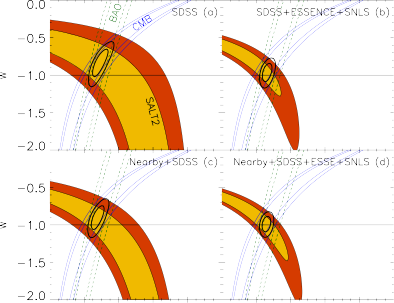 0.0
SDSS (a)
SDSS+ESSENCE+SNLS (b)
BAO
CMB
-0.5
w
-1.0
SALT2
-1.5
-2.0
Nearby+SDSS (c)
Nearby+SDSS+ESSE+SNLS (d)
-0.5
w
-1.0
-1.5
-2.0